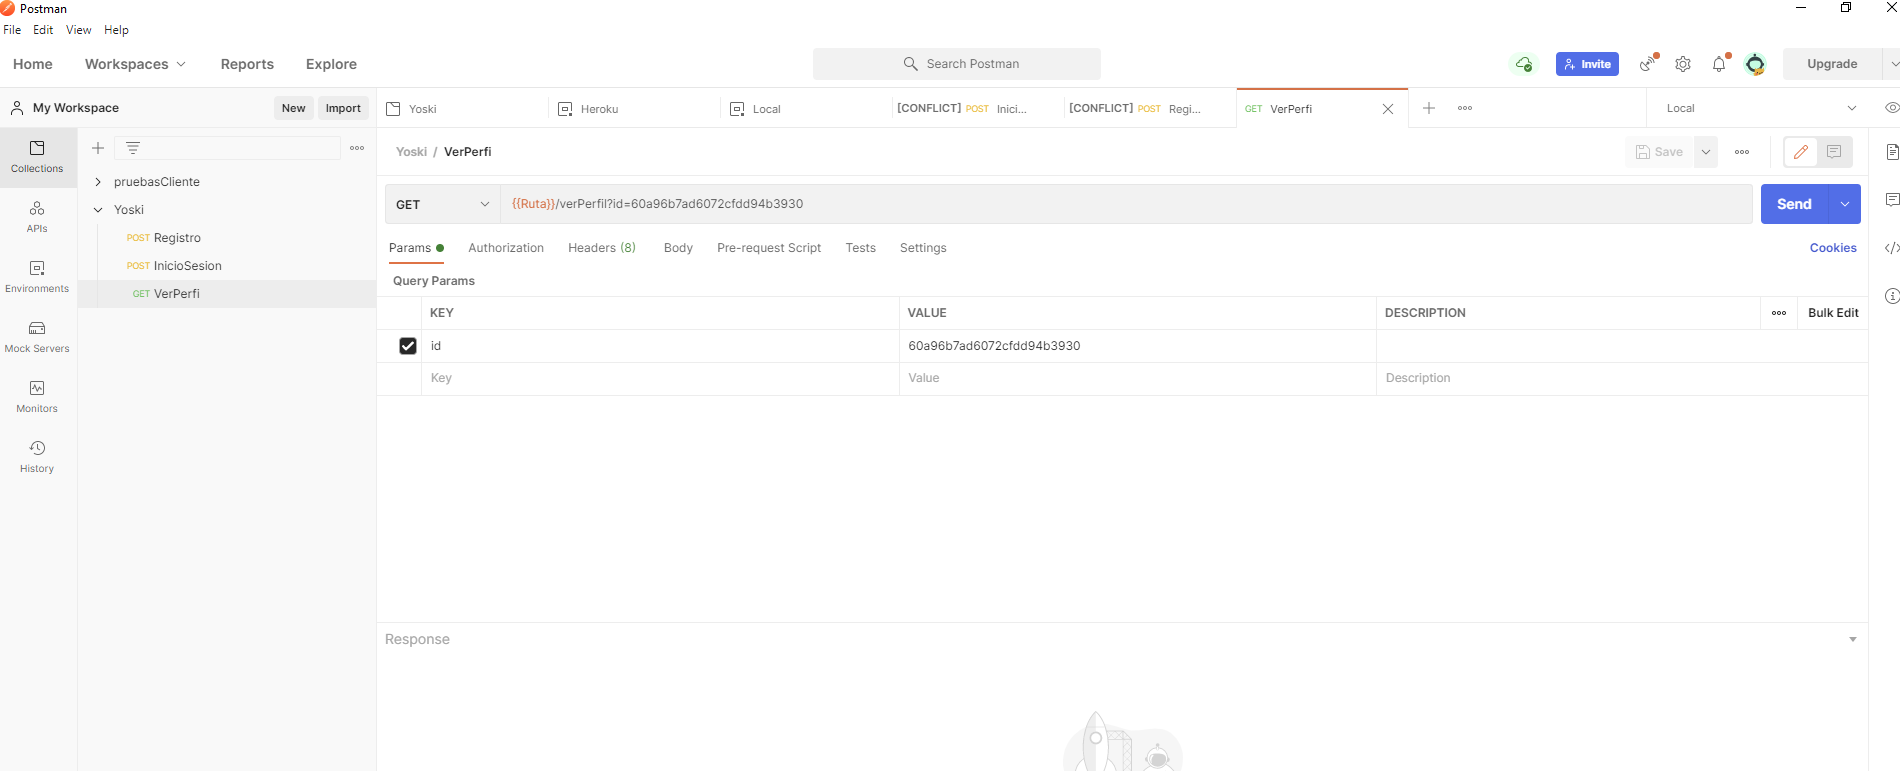 Postman
File Edit View Help
Home Workspaces Reports Explore Search Postman Invite Upgrade
My Workspace New Import Yoski Heroku Local [CONFLICT] POST Inici... [CONFLICT] POST Regi... GET VerPerfi Local
Collections
APIs
Environments
Mock Servers
Monitors
History
pruebasCliente
Yoski
POST Registro
POST InicioSesion
GET VerPerfi
Yoski / VerPerfi Save
GET {{Ruta}}/verPerfil?id=60a96b7ad6072cfdd94b3930 Send
Params Authorization Headers (8) Body Pre-request Script Tests Settings Cookies
Query Params
KEY VALUE DESCRIPTION Bulk Edit
id 60a96b7ad6072cfdd94b3930
Key Value Description
Response